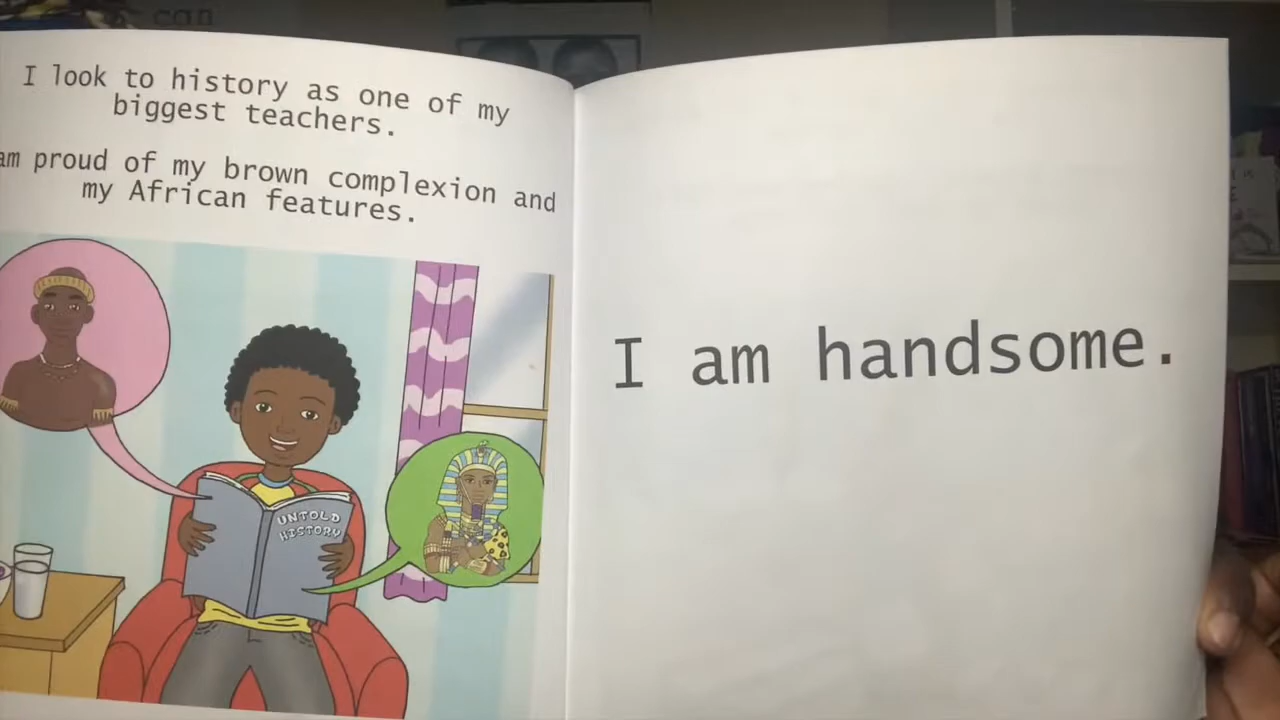 can
I look to history as one of my
biggest teachers.
am proud of my brown complexion and
my African features.
UNTOLD
HISTORY
I am handsome.